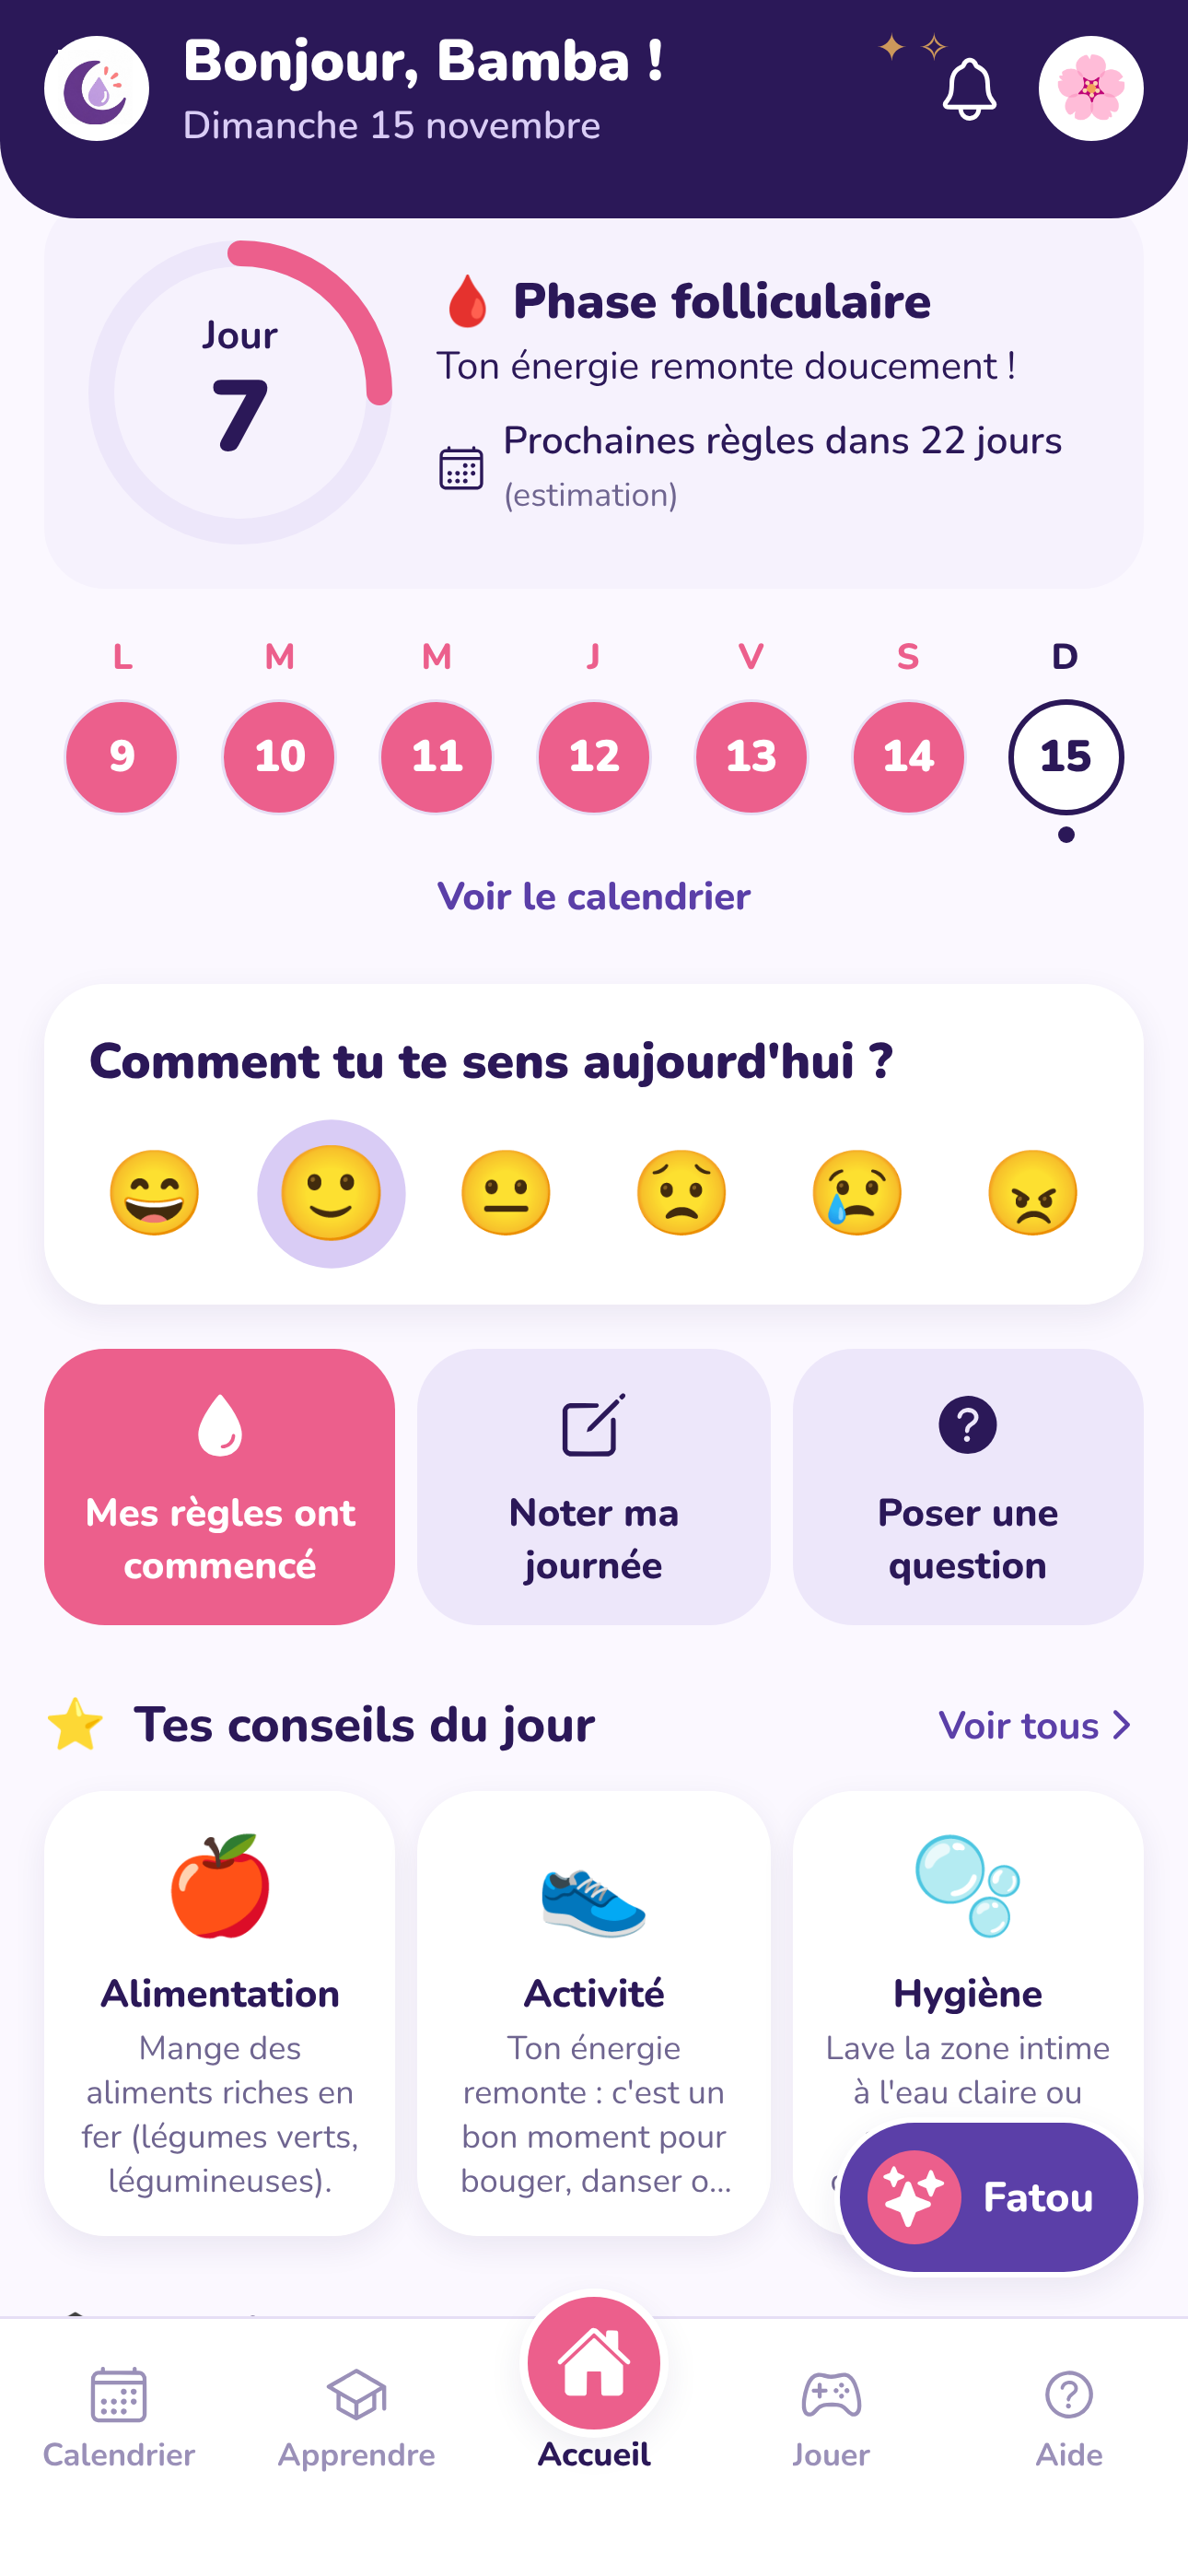 Bonjour, Bamba !
Dimanche 15 novembre
Jour
7
Phase folliculaire
Ton énergie remonte doucement !
Prochaines règles dans 22 jours
(estimation)
L M M J V S D
9 10 11 12 13 14 15
Voir le calendrier
Comment tu te sens aujourd'hui ?
Mes règles ont
commencé
Noter ma
journée
Poser une
question
Tes conseils du jour
Voir tous
Alimentation
Mange des
aliments riches en
fer (légumes verts,
légumineuses).
Activité
Ton énergie
remonte : c'est un
bon moment pour
bouger, danser o...
Hygiène
Lave la zone intime
à l'eau claire ou
Fatou
Calendrier
Apprendre
Accueil
Jouer
Aide